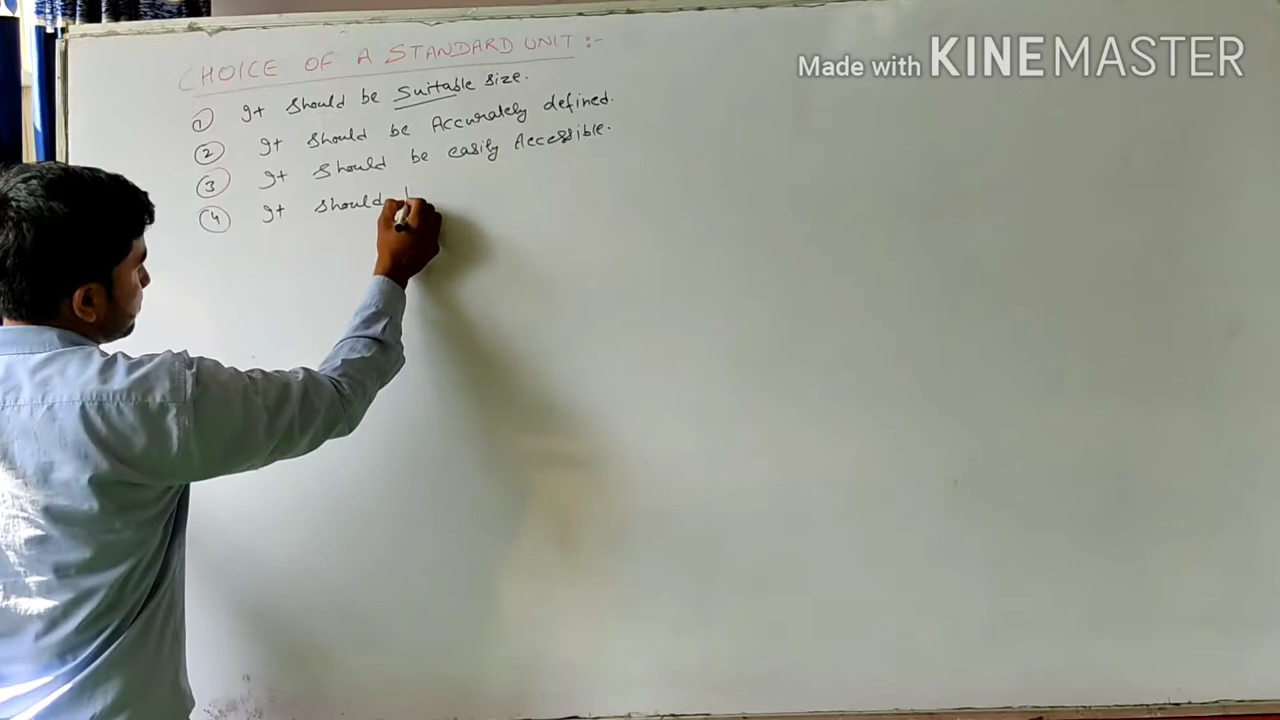 CHOICE OF A STANDARD UNIT :-
① It should be suitable size.
② It should be Accurately defined.
③ It should be easily Accessible.
④ It should
Made with KINEMASTER